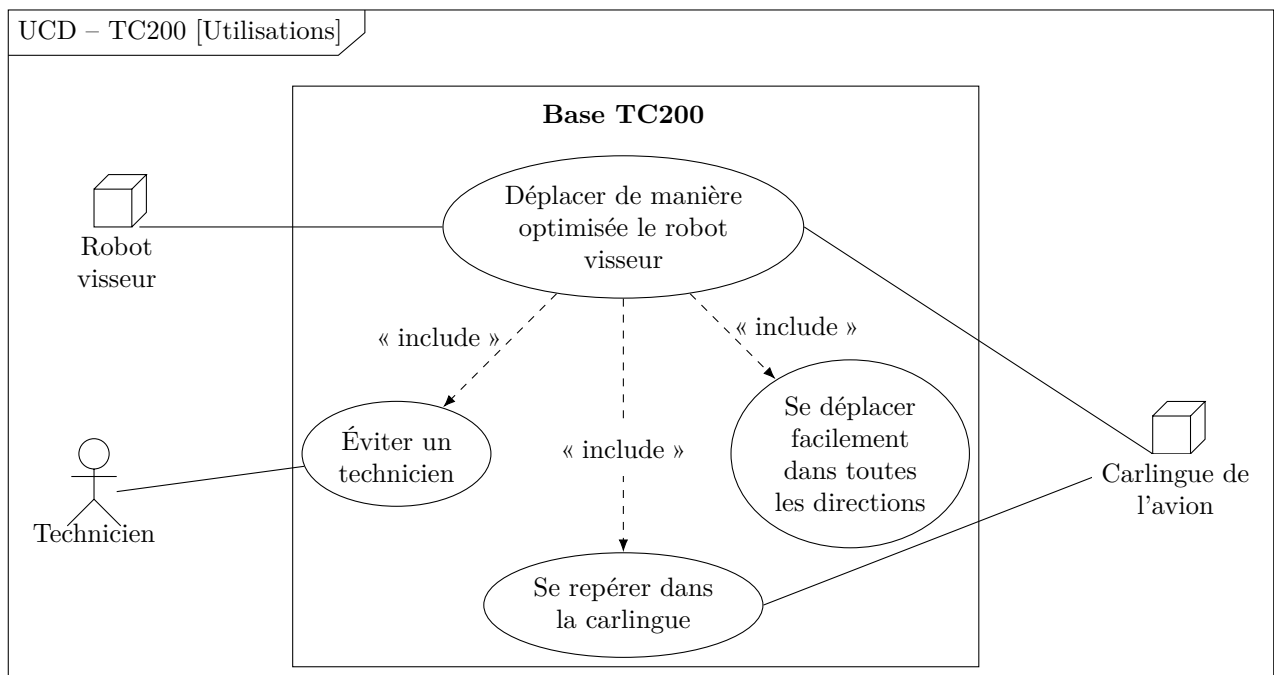 UCD – TC200 [Utilisations]
Base TC200
Déplacer de manière
optimisée le robot
visseur
Robot
visseur
« include »
« include »
« include »
Éviter un
technicien
Se déplacer
facilement
dans toutes
les directions
Technicien
Carlingue de
l'avion
Se repérer dans
la carlingue